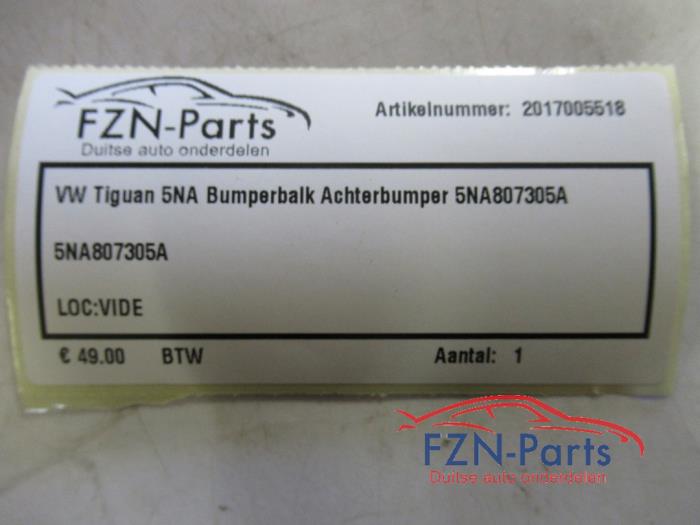 FZN-Parts
Duitse auto onderdelen
Artikelnummer: 2017005518
VW Tiguan 5NA Bumperbalk Achterbumper 5NA807305A
5NA807305A
LOC:VIDE
€ 49.00 BTW Aantal: 1
FZN-Parts
Duitse auto onderdelen